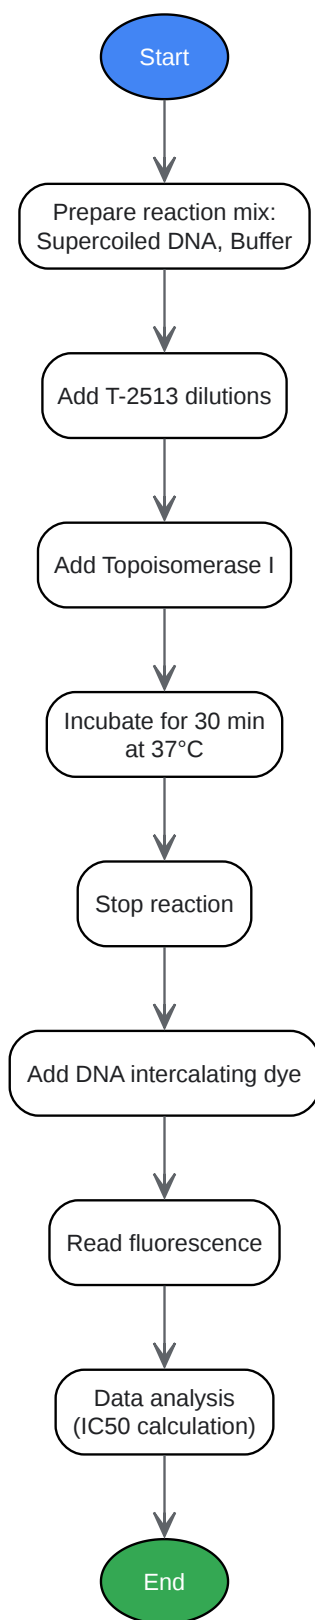 Start
Prepare reaction mix:
Supercoiled DNA, Buffer
Add T-2513 dilutions
Add Topoisomerase I
Incubate for 30 min
at 37°C
Stop reaction
Add DNA intercalating dye
Read fluorescence
Data analysis
(IC50 calculation)
End